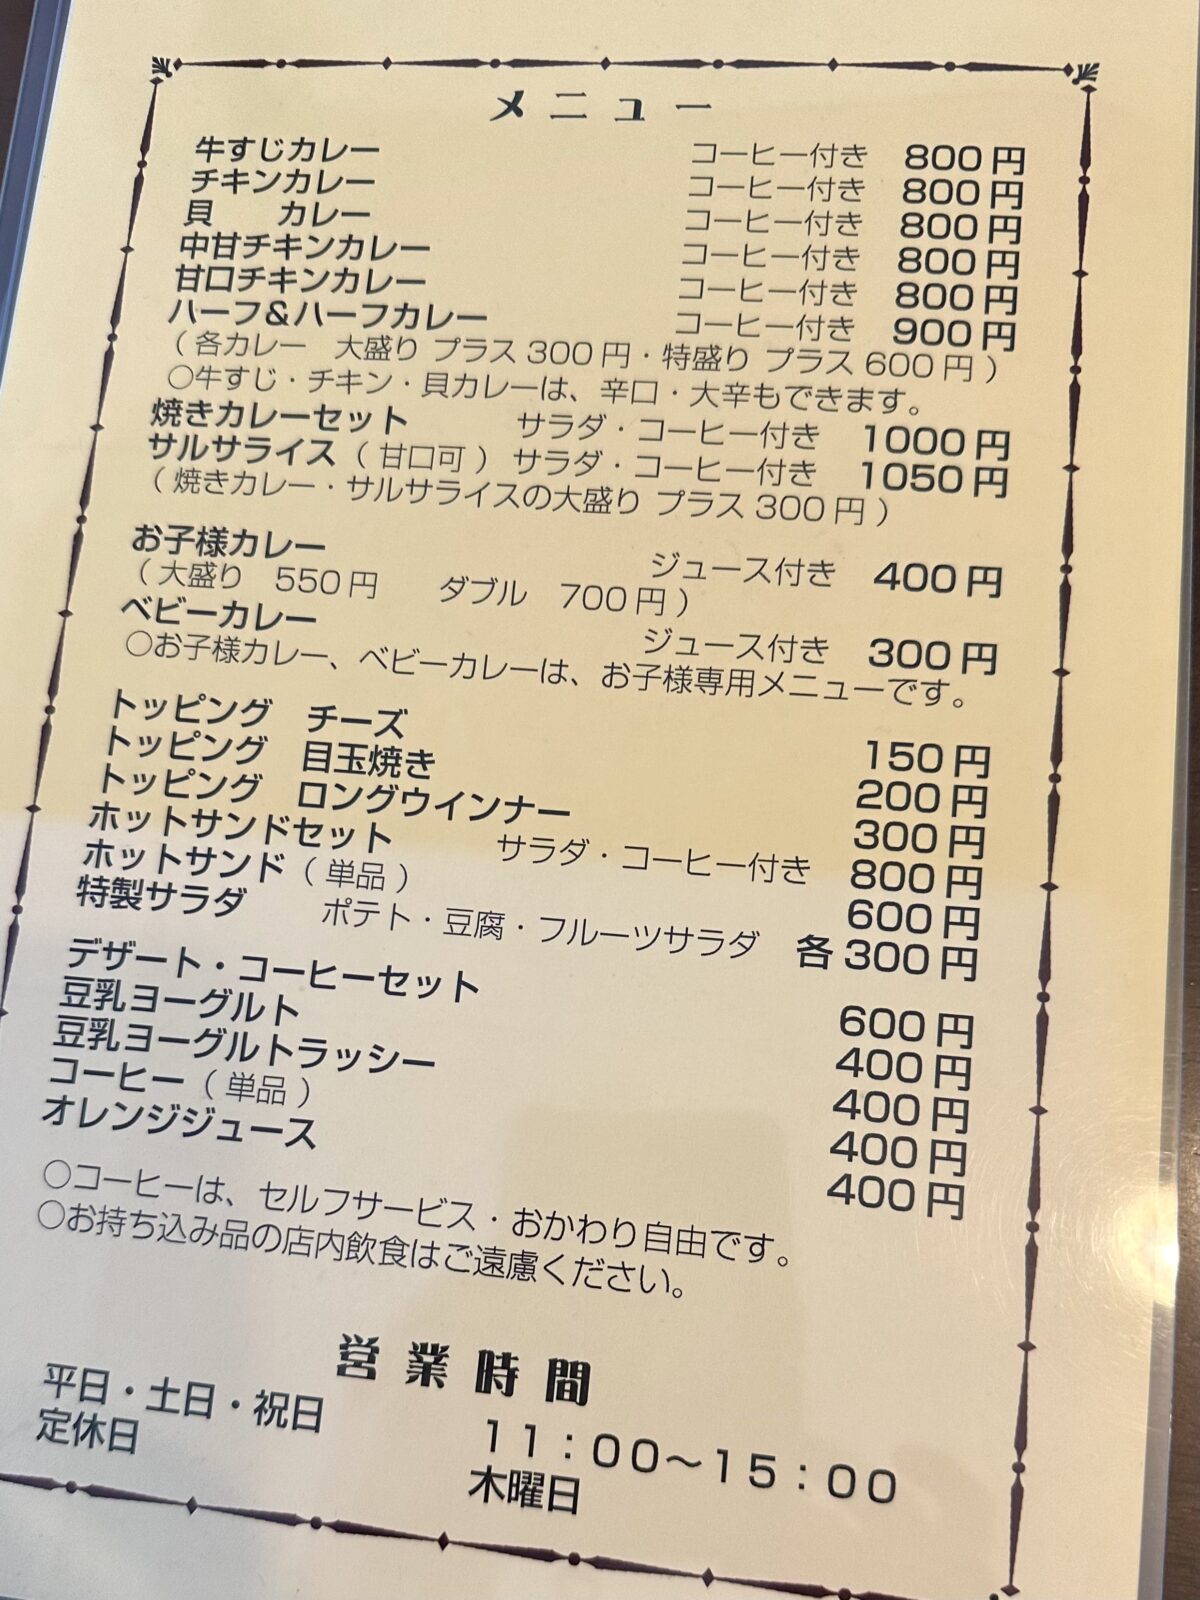 メニュー
牛すじカレー コーヒー付き 800円
チキンカレー コーヒー付き 800円
貝　カレー コーヒー付き 800円
中甘チキンカレー コーヒー付き 800円
甘口チキンカレー コーヒー付き 800円
ハーフ&ハーフカレー コーヒー付き 900円
（各カレー 大盛り プラス300円・特盛り プラス600円）
○牛すじ・チキン・貝カレーは、辛口・大辛もできます。
焼きカレーセット サラダ・コーヒー付き 1000円
サルサライス（甘口可） サラダ・コーヒー付き 1050円
（焼きカレー・サルサライスの大盛り プラス300円）
お子様カレー ジュース付き 400円
（大盛り 550円 ダブル 700円）
ベビーカレー ジュース付き 300円
○お子様カレー、ベビーカレーは、お子様専用メニューです。
トッピング チーズ 150円
トッピング 目玉焼き 200円
トッピング ロングウインナー 300円
ホットサンドセット サラダ・コーヒー付き 800円
ホットサンド（単品） 600円
特製サラダ ポテト・豆腐・フルーツサラダ 各300円
デザート・コーヒーセット 600円
豆乳ヨーグルト 400円
豆乳ヨーグルトラッシー 400円
コーヒー（単品） 400円
オレンジジュース 400円
○コーヒーは、セルフサービス・おかわり自由です。
○お持ち込み品の店内飲食はご遠慮ください。
営業時間
平日・土日・祝日 11：00～15：00
定休日 木曜日